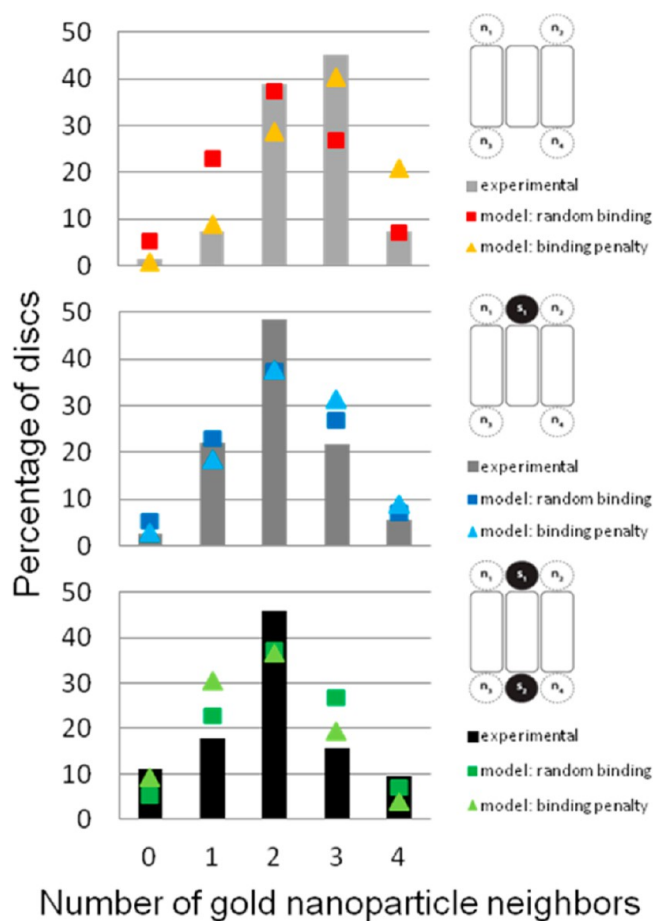 Percentage of discs
50
40
30
20
10
0
n₁ n₂
n₃ n₄
experimental
model: random binding
model: binding penalty
50
40
30
20
10
0
n₁ s₁ n₂
n₃ n₄
experimental
model: random binding
model: binding penalty
50
40
30
20
10
0
n₁ s₁ n₂
n₃ s₂ n₄
experimental
model: random binding
model: binding penalty
0 1 2 3 4
Number of gold nanoparticle neighbors